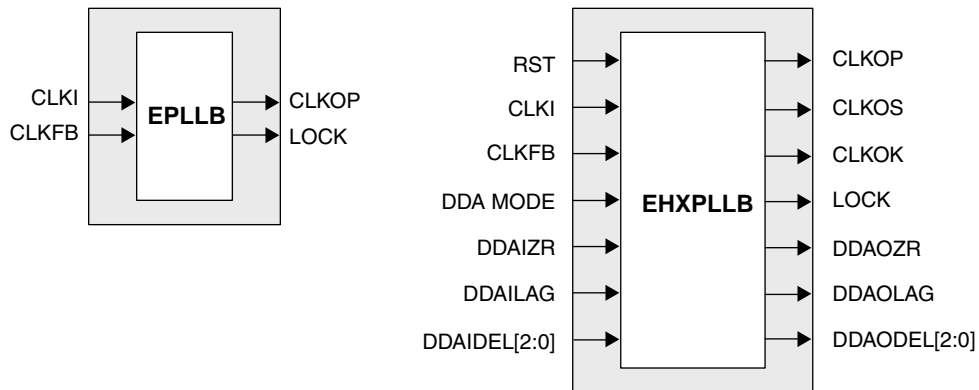 CLKI
CLKFB
EPLLB
CLKOP
LOCK
RST
CLKI
CLKFB
DDA MODE
DDAIZR
DDAILAG
DDAIDEL[2:0]
EHXPLLB
CLKOP
CLKOS
CLKOK
LOCK
DDAOZR
DDAOLAG
DDAODEL[2:0]